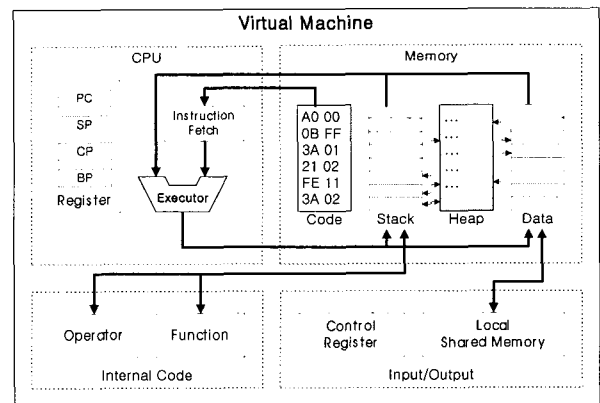 Virtual Machine
CPU
PC
SP
CP
BP
Register
Instruction
Fetch
Executor
Memory
A0 00
0B FF
3A 01
21 02
FE 11
3A 02
Code
Stack
...
...
...
...
...
Heap
Data
Operator
Function
Internal Code
Control
Register
Local
Shared Memory
Input/Output